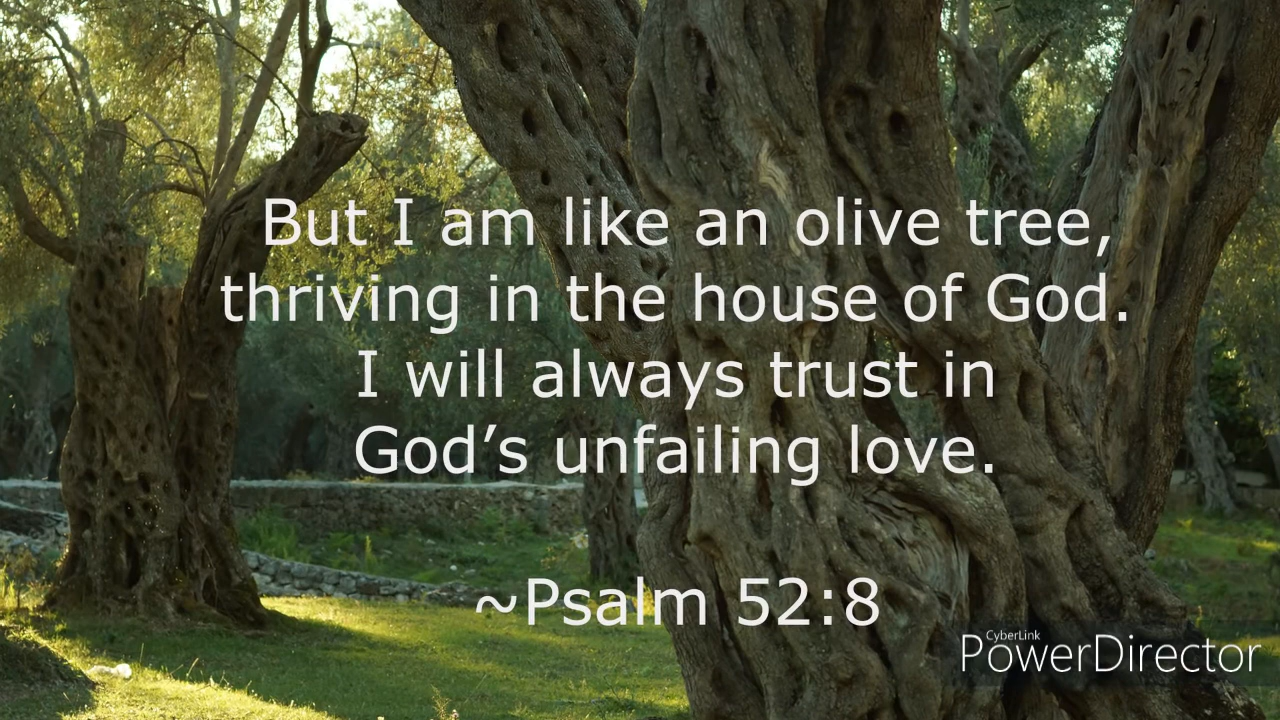 But I am like an olive tree,
thriving in the house of God.
I will always trust in
God’s unfailing love.
~Psalm 52:8
CyberLink
PowerDirector